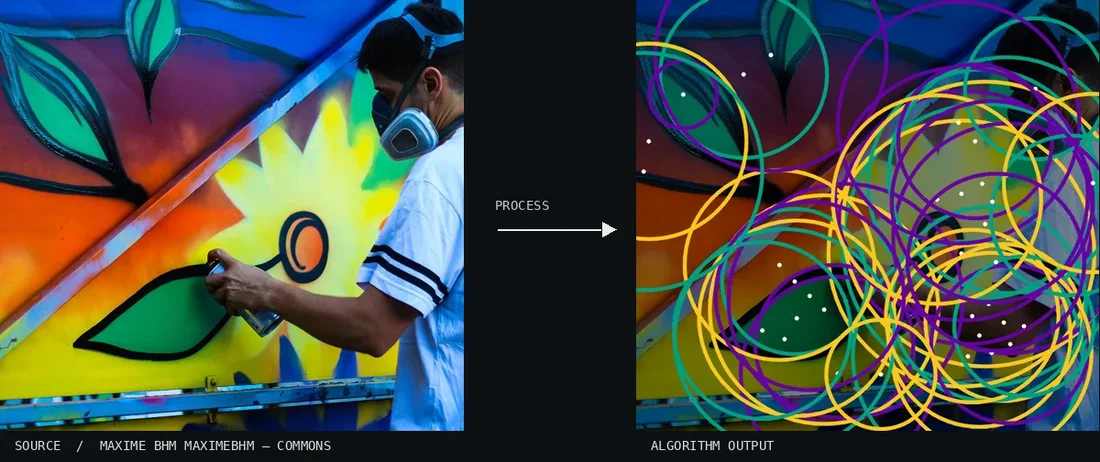 PROCESS
SOURCE / MAXIME BHM MAXIMEBHM — COMMONS
ALGORITHM OUTPUT